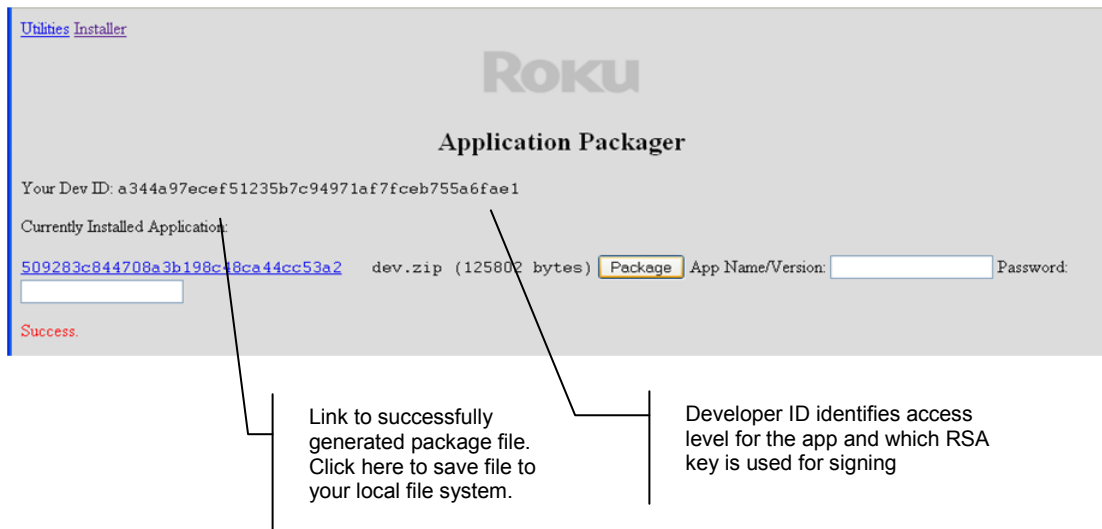 Utilities Installer
Roku
Application Packager
Your Dev ID: a344a97ecef51235b7c94971af7fceb755a6fae1
Currently Installed Application:
509283c844708a3b198c48ca44cc53a2 dev.zip (125802 bytes) Package App Name/Version: Password:
Success.
Link to successfully
generated package file.
Click here to save file to
your local file system.
Developer ID identifies access
level for the app and which RSA
key is used for signing